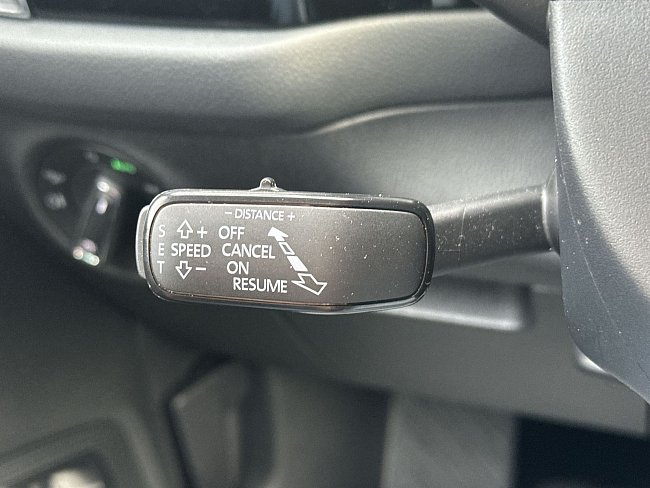 - DISTANCE +
S + OFF
E SPEED CANCEL
T - ON
RESUME